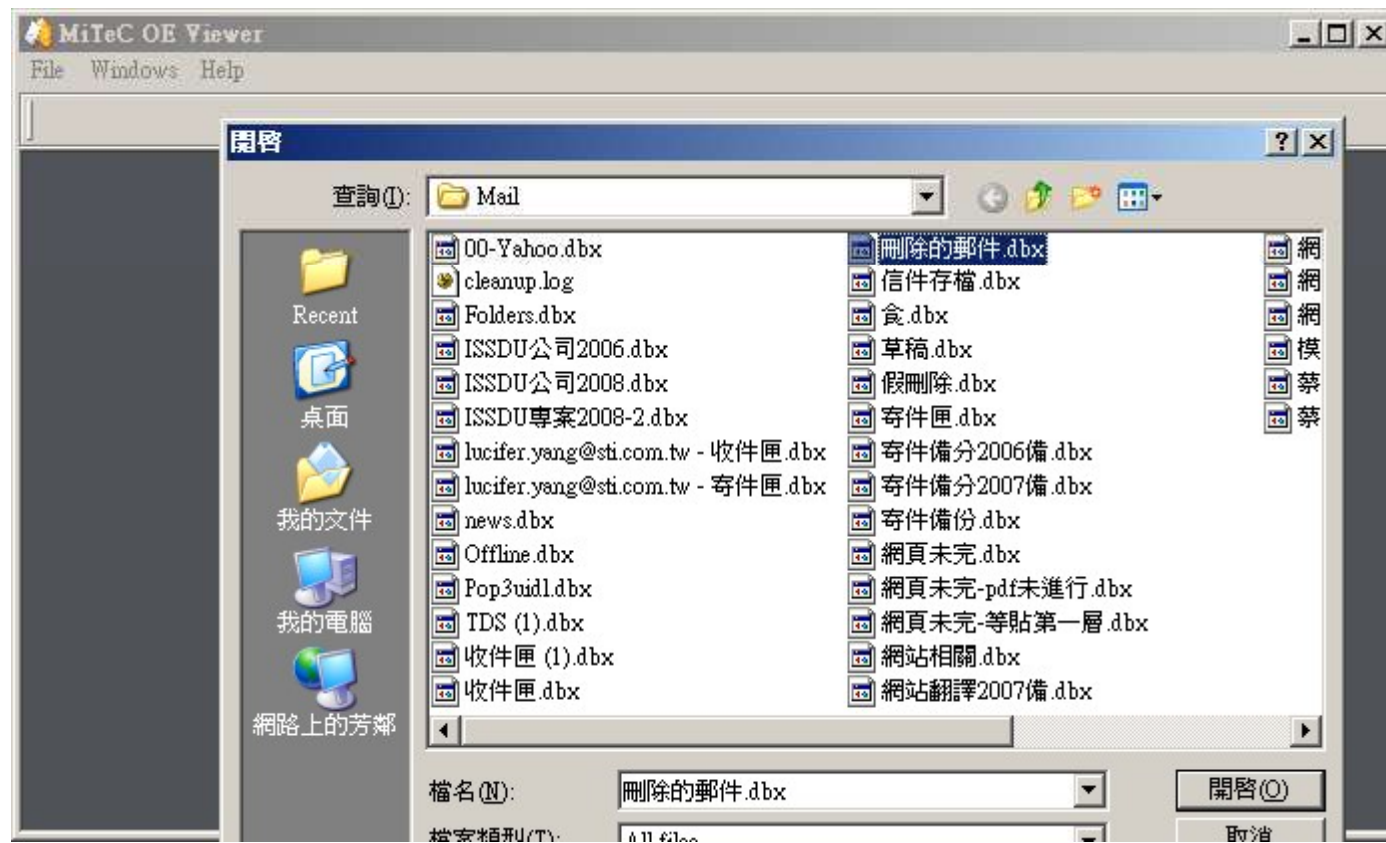 MiTeC OE Viewer
File Windows Help
開啓
查詢(I): Mail
Recent
桌面
我的文件
我的電腦
網路上的芳鄰
00-Yahoo.dbx
cleanup.log
Folders.dbx
ISSDU公司2006.dbx
ISSDU公司2008.dbx
ISSDU專案2008-2.dbx
lucifer.yang@sti.com.tw - 收件匣.dbx
lucifer.yang@sti.com.tw - 寄件匣.dbx
news.dbx
Offline.dbx
Pop3uidl.dbx
TDS (1).dbx
收件匣 (1).dbx
收件匣.dbx
刪除的郵件.dbx
信件存檔.dbx
食.dbx
草稿.dbx
假刪除.dbx
寄件匣.dbx
寄件備分2006備.dbx
寄件備分2007備.dbx
寄件備份.dbx
網頁未完.dbx
網頁未完-pdf未進行.dbx
網頁未完-等貼第一層.dbx
網站相關.dbx
網站翻譯2007備.dbx
網
網
網
模
蔡
蔡
檔名(N): 刪除的郵件.dbx 開啓(O)
檔案類型(T): All files 取消